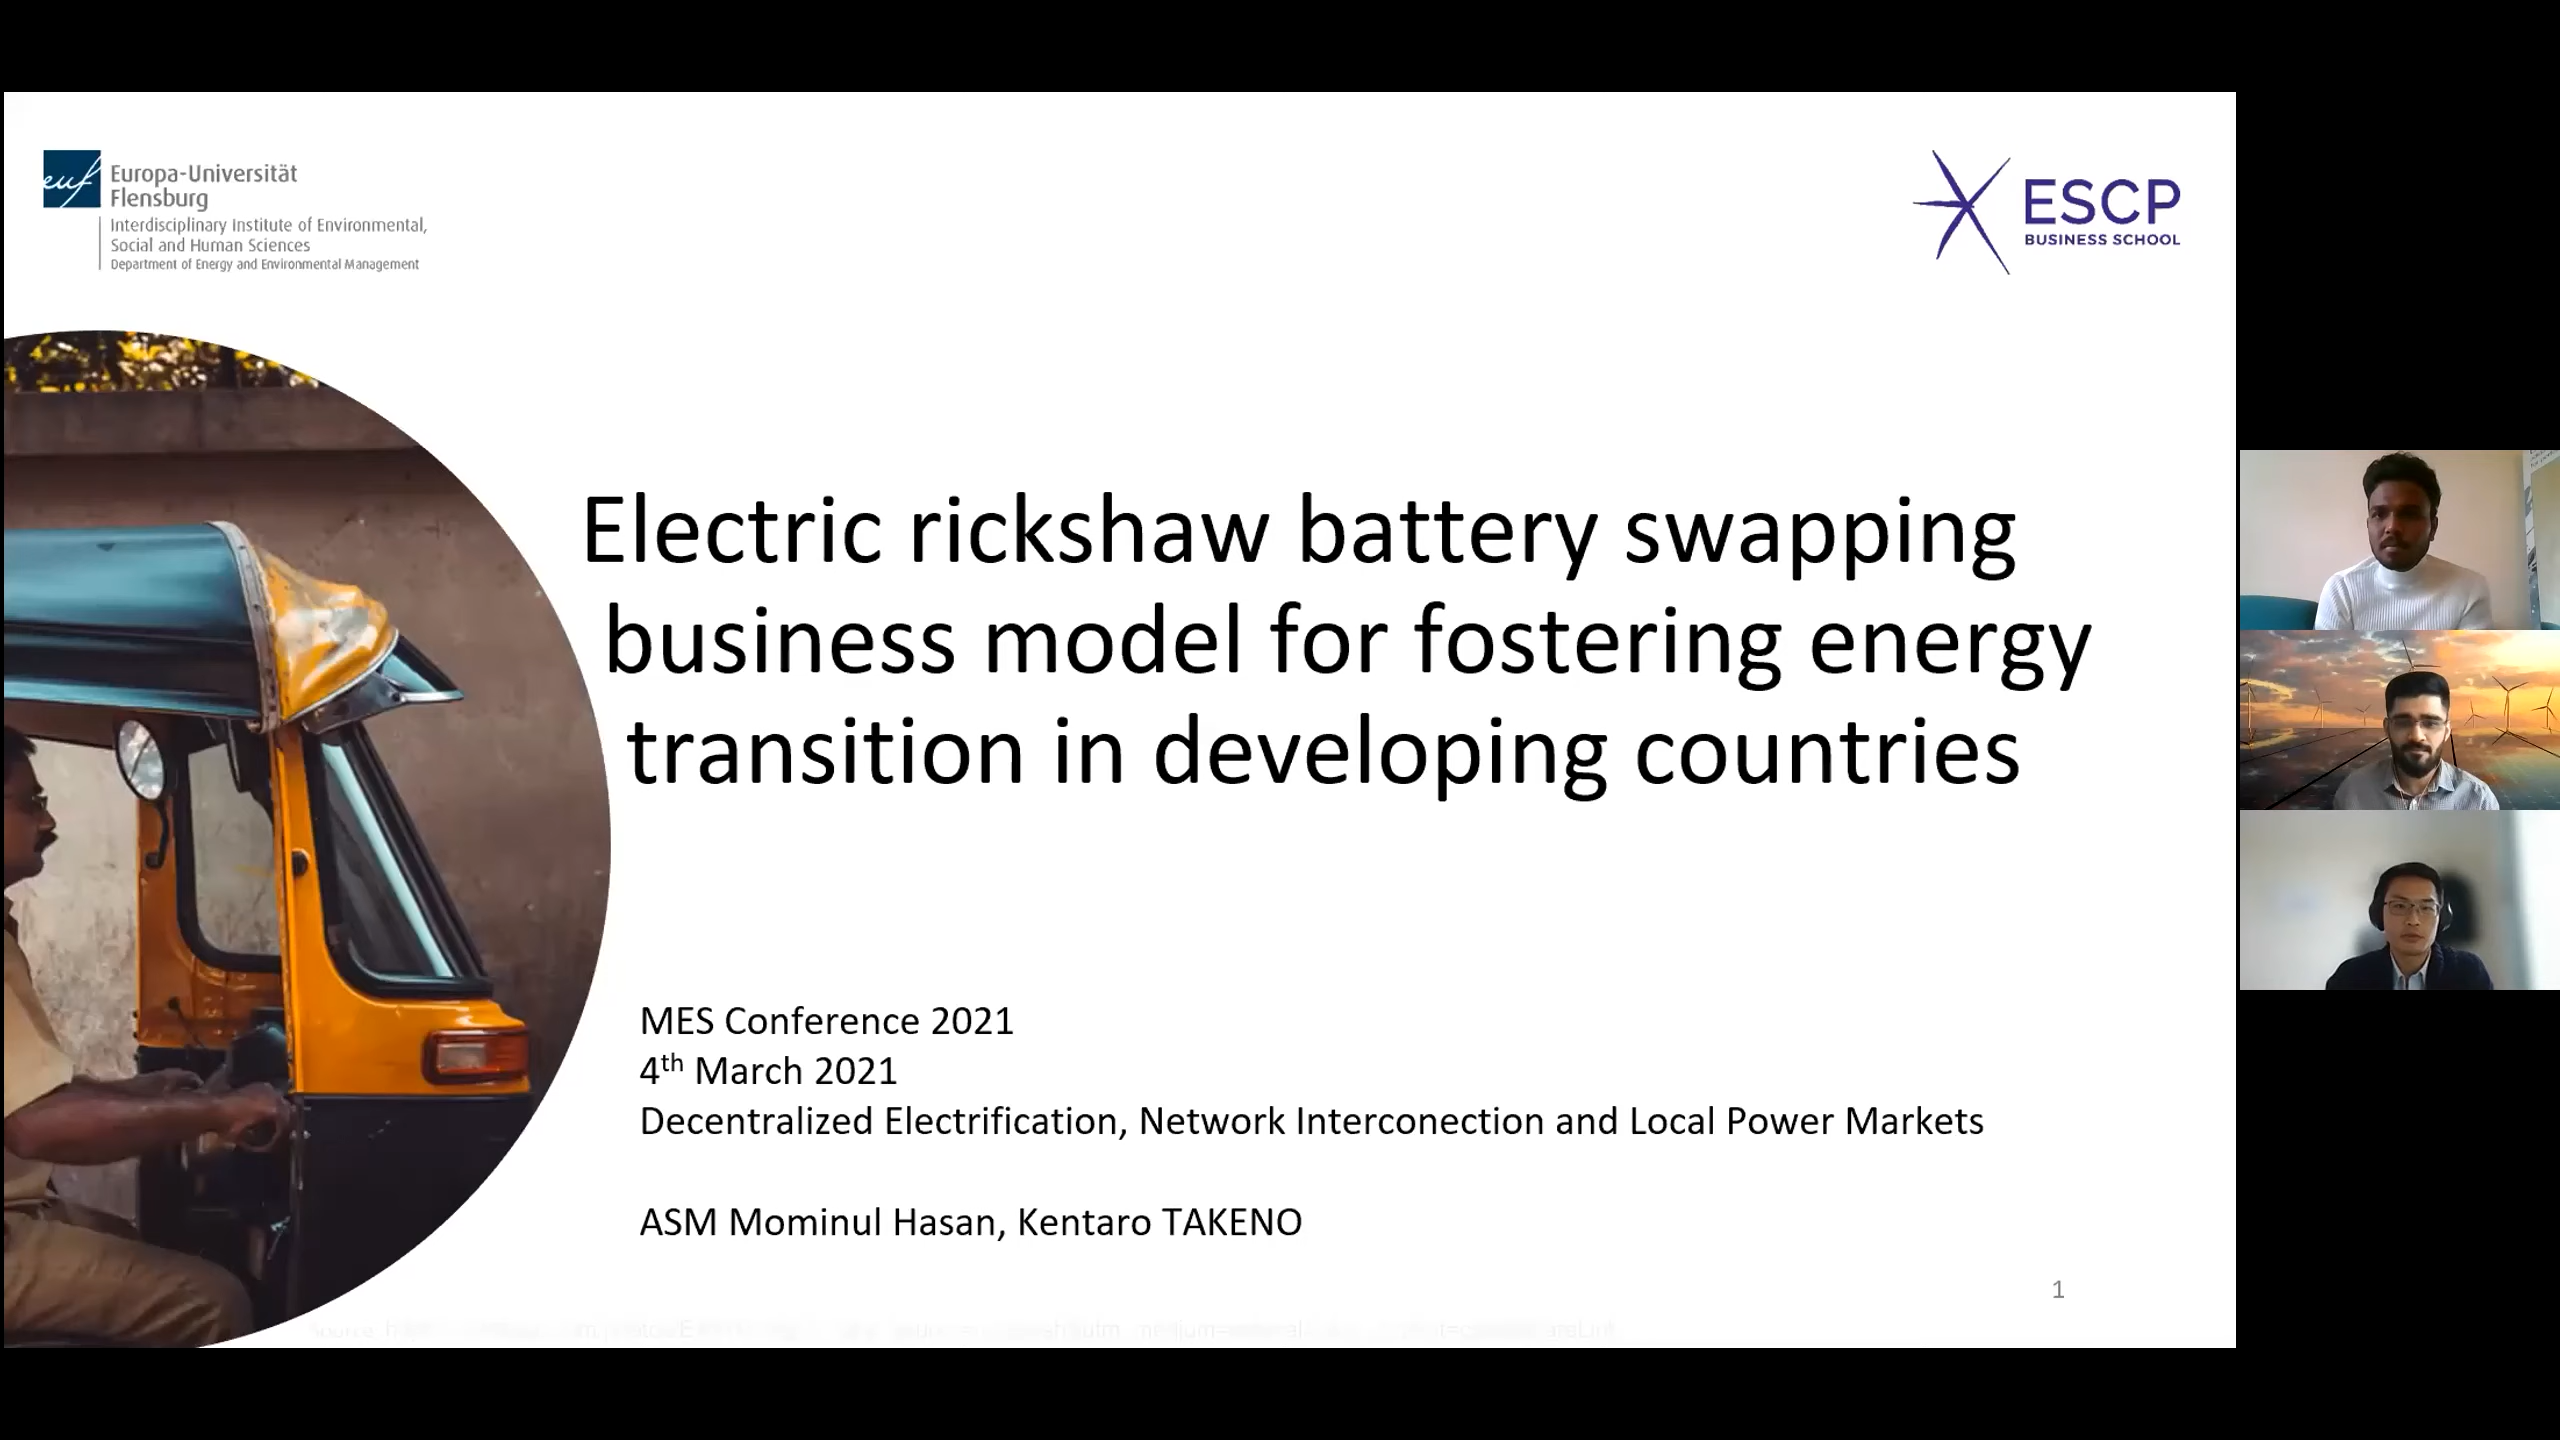 euf
Europa-Universität
Flensburg
Interdisciplinary Institute of Environmental,
Social and Human Sciences
Department of Energy and Environmental Management
ESCP
BUSINESS SCHOOL
Electric rickshaw battery swapping
business model for fostering energy
transition in developing countries
MES Conference 2021
4th March 2021
Decentralized Electrification, Network Interconection and Local Power Markets
ASM Mominul Hasan, Kentaro TAKENO
1